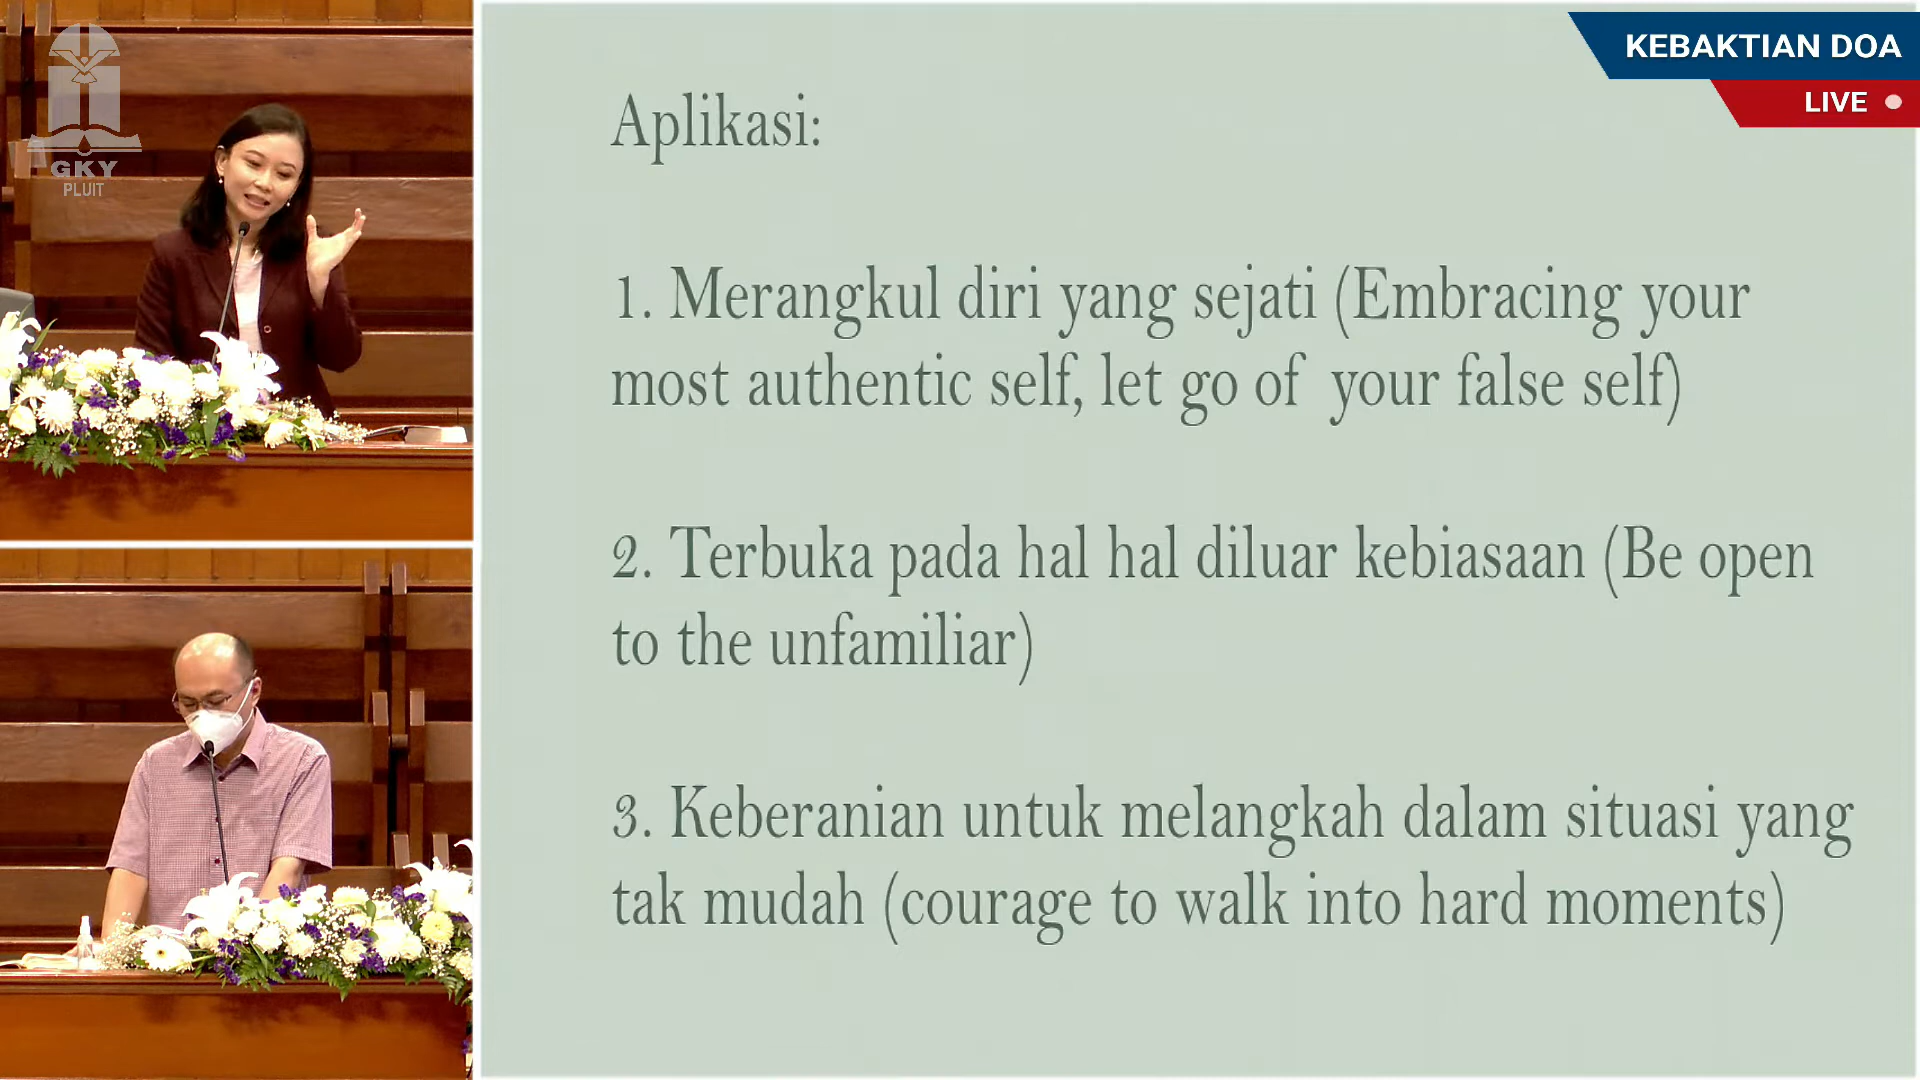 GKY
PLUIT
KEBAKTIAN DOA
LIVE
Aplikasi:
1. Merangkul diri yang sejati (Embracing your
most authentic self, let go of your false self)
2. Terbuka pada hal hal diluar kebiasaan (Be open
to the unfamiliar)
3. Keberanian untuk melangkah dalam situasi yang
tak mudah (courage to walk into hard moments)